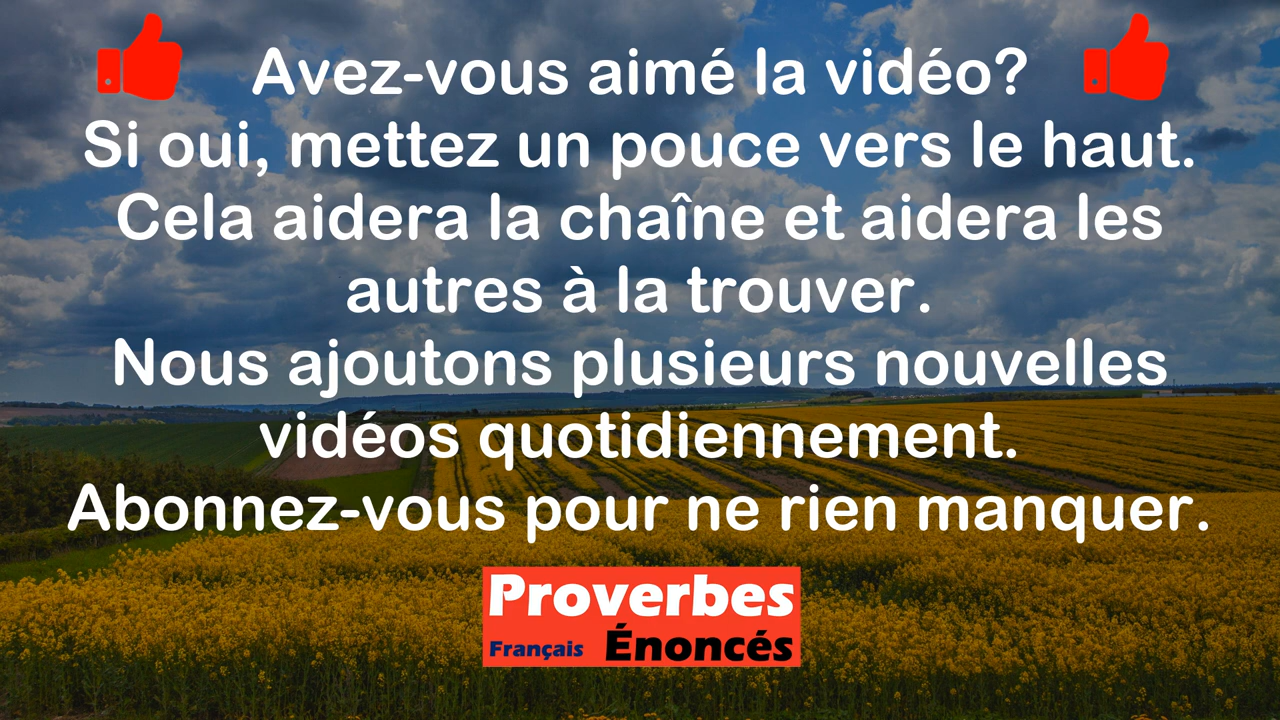 Avez-vous aimé la vidéo?
Si oui, mettez un pouce vers le haut.
Cela aidera la chaîne et aidera les
autres à la trouver.
Nous ajoutons plusieurs nouvelles
vidéos quotidiennement.
Abonnez-vous pour ne rien manquer.
Proverbes
Français Énoncés